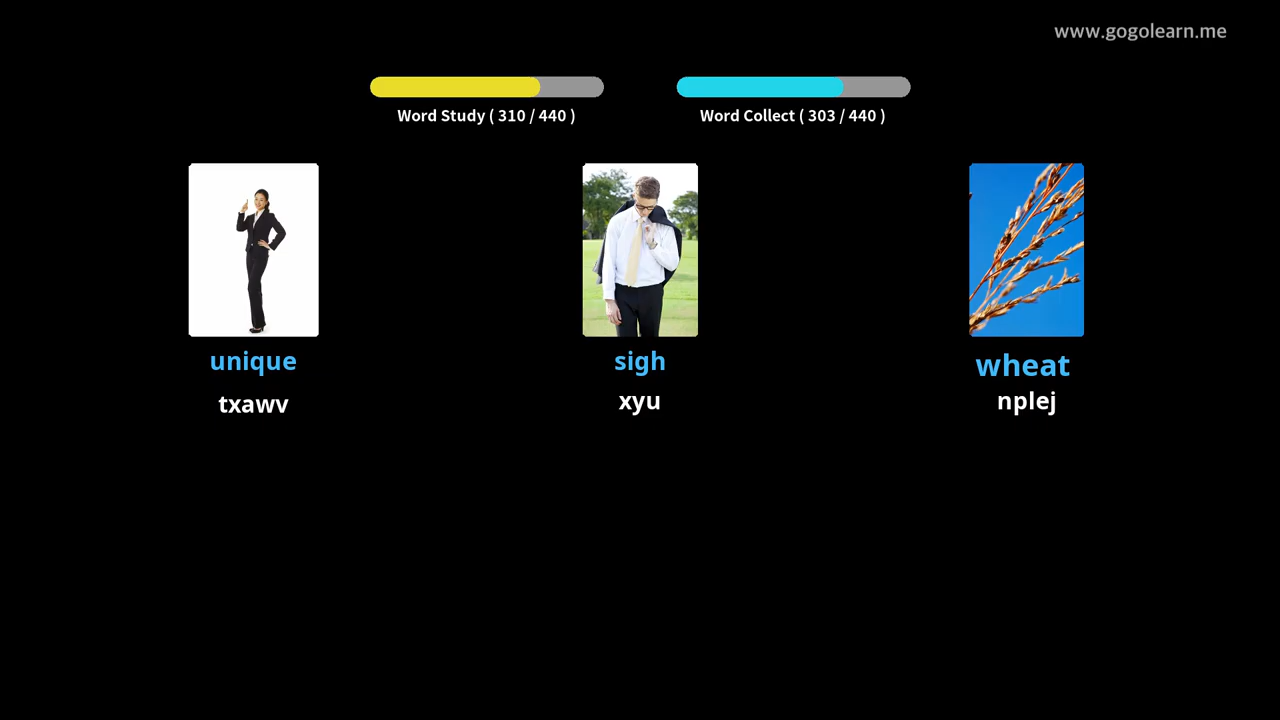 www.gogolearn.me
Word Study ( 310 / 440 )
Word Collect ( 303 / 440 )
unique
txawv
sigh
xyu
wheat
nplej